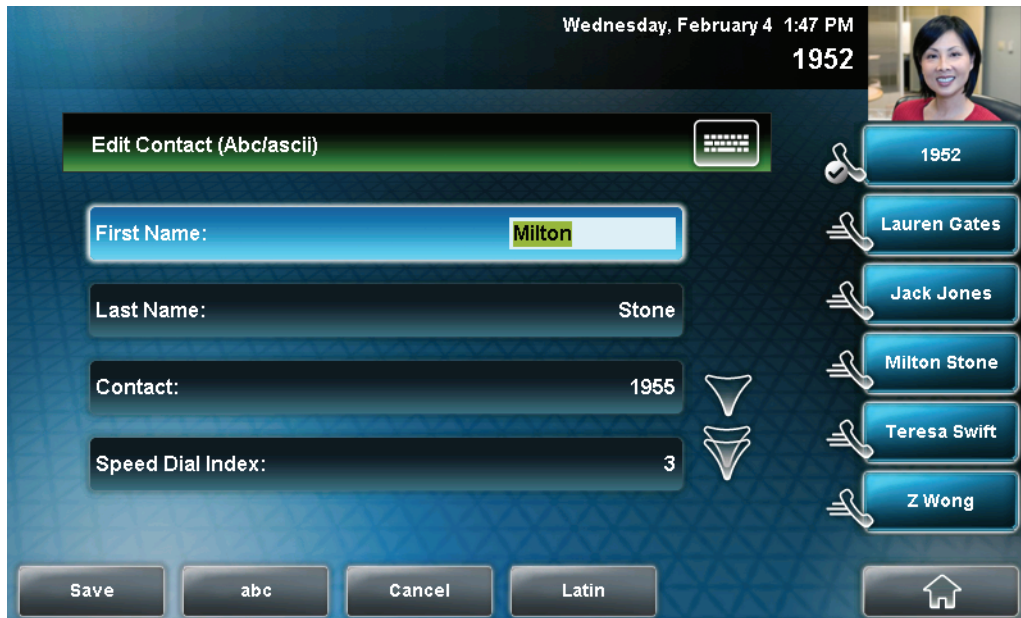 Wednesday, February 4 1:47 PM
1952
Edit Contact (Abc/ascii)
First Name: Milton
Last Name: Stone
Contact: 1955
Speed Dial Index: 3
1952
Lauren Gates
Jack Jones
Milton Stone
Teresa Swift
Z Wong
Save abc Cancel Latin